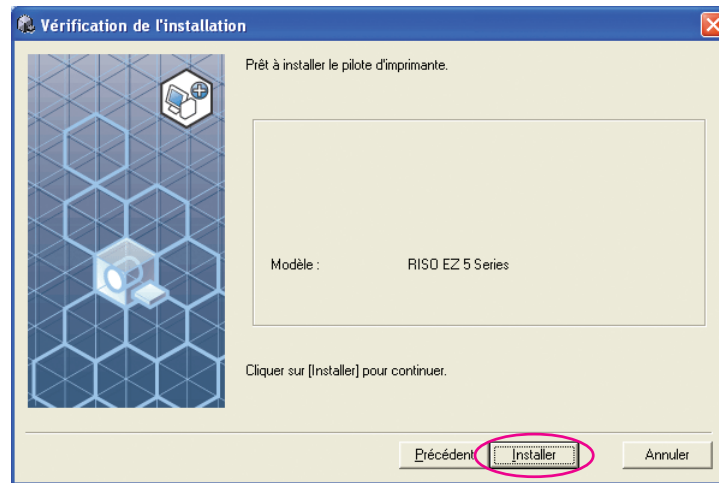 Vérification de l'installation
Prêt à installer le pilote d'imprimante.
Modèle : RISO EZ 5 Series
Cliquer sur [Installer] pour continuer.
Précédent Installer Annuler